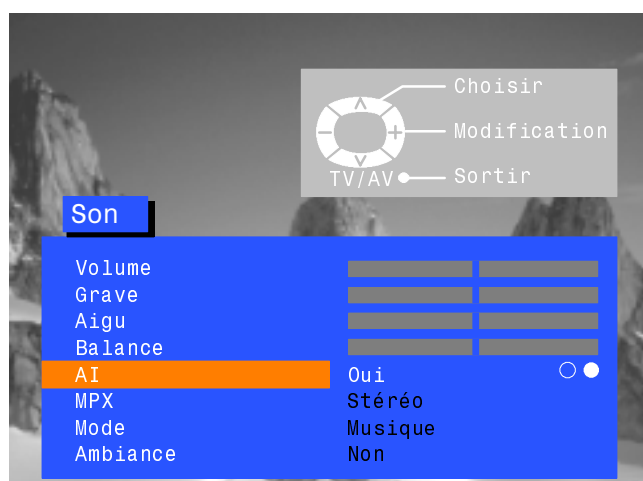 Choisir
Modification
TV/AV Sortir
Son
Volume
Grave
Aigu
Balance
AI Oui
MPX Stéréo
Mode Musique
Ambiance Non